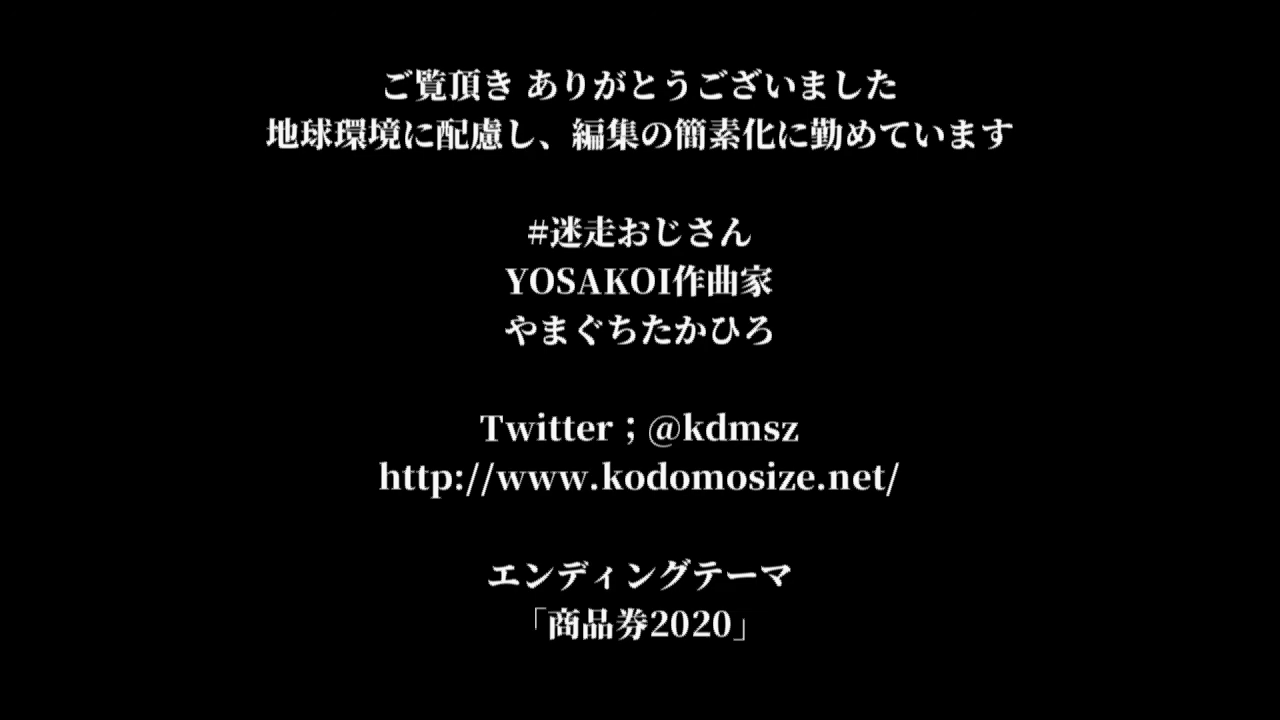 ご覧頂き ありがとうございました
地球環境に配慮し、編集の簡素化に勤めています
#迷走おじさん
YOSAKOI作曲家
やまぐちたかひろ
Twitter；@kdmsz
http://www.kodomosize.net/
エンディングテーマ
「商品券2020」